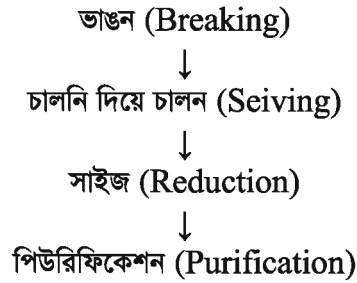 ভাঙন (Breaking)
↓
চালনি দিয়ে চালন (Seiving)
↓
সাইজ (Reduction)
↓
পিউরিফিকেশন (Purification)